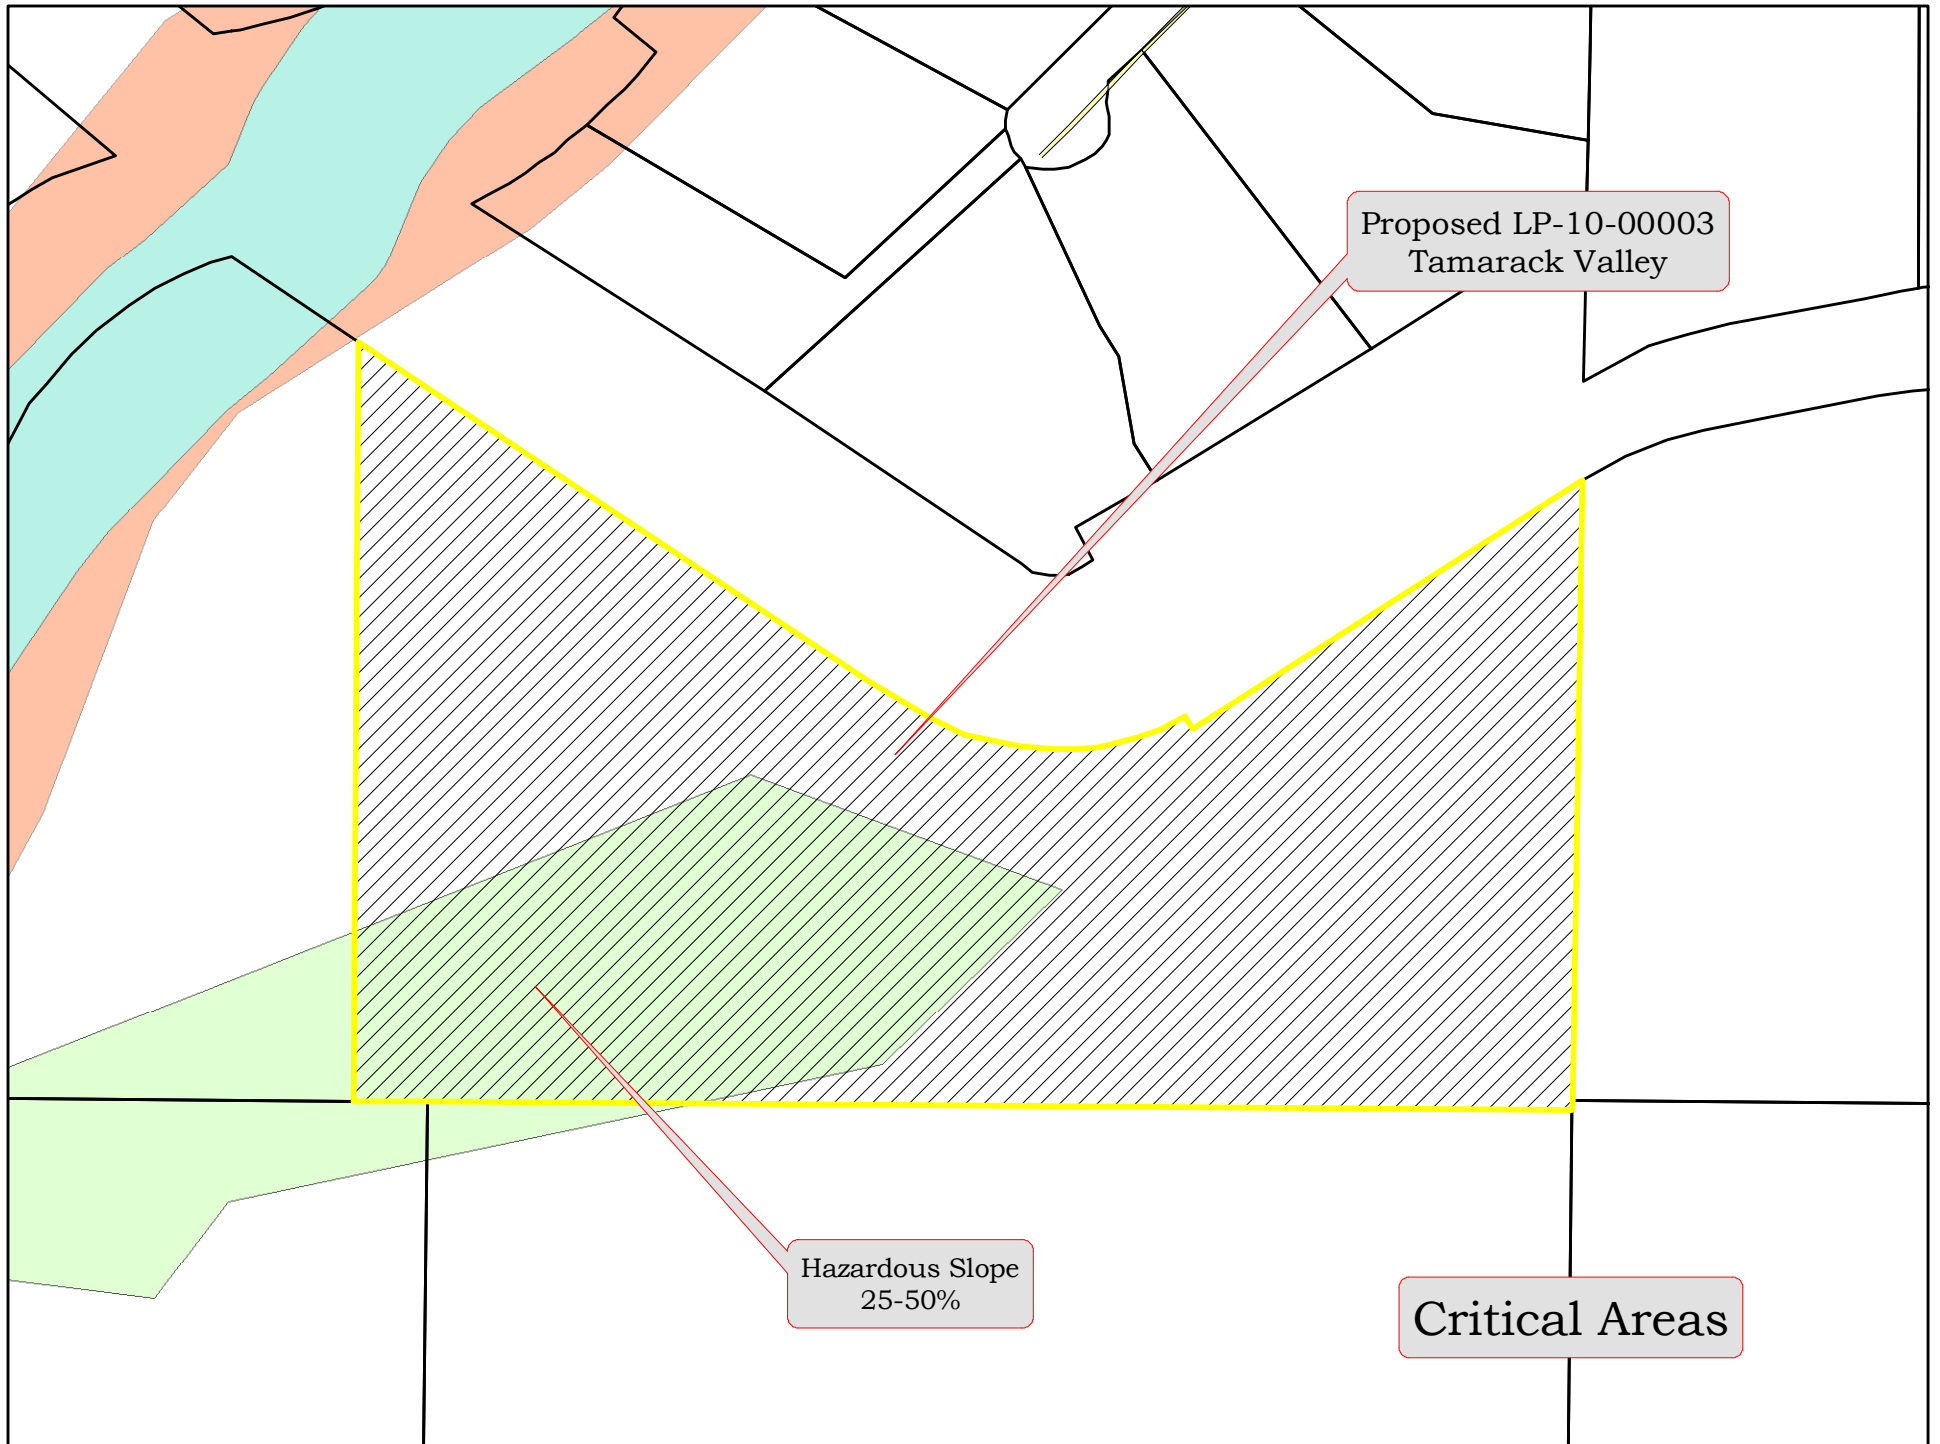 Proposed LP-10-00003
Tamarack Valley
Hazardous Slope
25-50%
Critical Areas